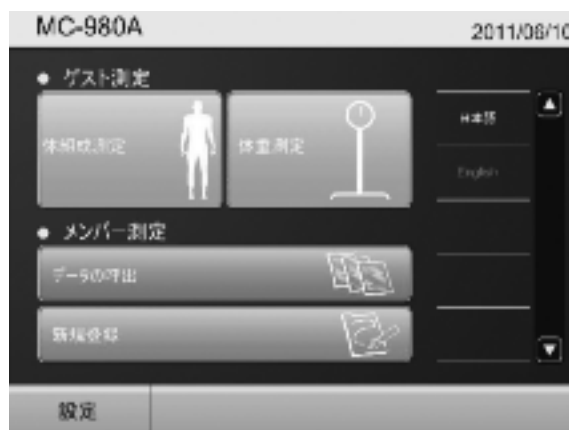 MC-980A
2011/06/10
● ゲスト測定
体組成測定
体重測定
日本語
English
● メンバー測定
データの呼出
新規登録
設定